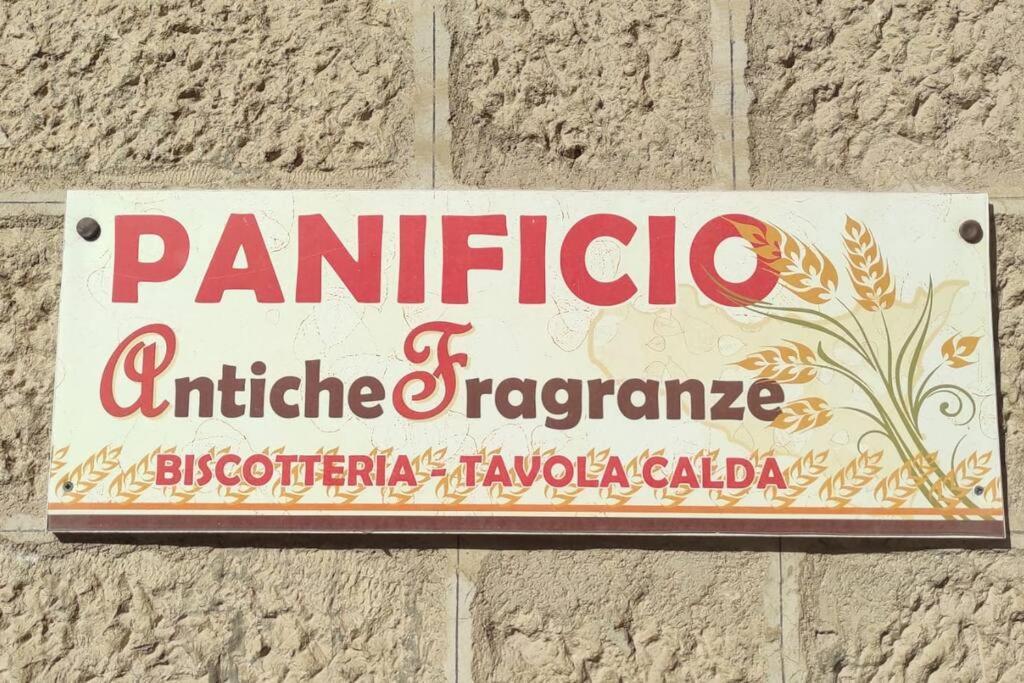 PANIFICIO
Antiche Fragranze
BISCOTTERIA - TAVOLA CALDA